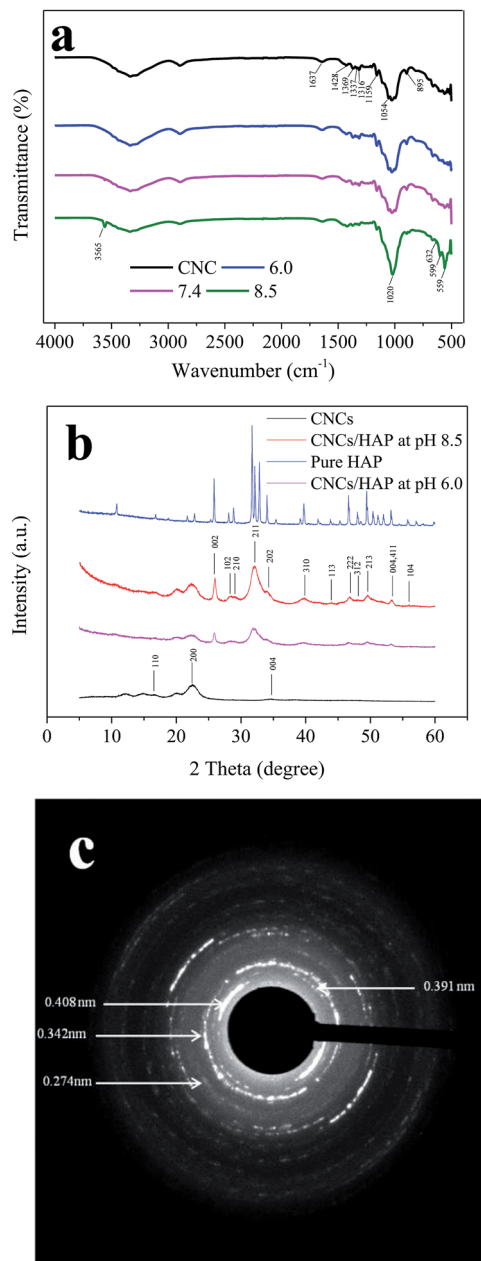 a
Transmittance (%)
1637
1428
1369
1337
1316
1159
1054
895
3565
1020
632
599
559
CNC
6.0
7.4
8.5
4000 3500 3000 2500 2000 1500 1000 500
Wavenumber (cm-1)
b
CNCs
CNCs/HAP at pH 8.5
Pure HAP
CNCs/HAP at pH 6.0
Intensity (a.u.)
002
102
210
211
202
310
113
222
312
213
004,411
104
110
200
004
0 10 20 30 40 50 60
2 Theta (degree)
c
0.391nm
0.408nm
0.342nm
0.274nm